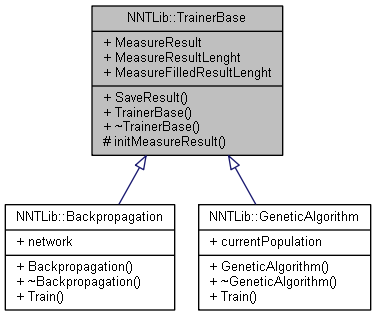 NNTLib::TrainerBase
+ MeasureResult
+ MeasureResultLenght
+ MeasureFilledResultLenght
+ SaveResult()
+ TrainerBase()
+ ~TrainerBase()
# initMeasureResult()
NNTLib::Backpropagation
+ network
+ Backpropagation()
+ ~Backpropagation()
+ Train()
NNTLib::GeneticAlgorithm
+ currentPopulation
+ GeneticAlgorithm()
+ ~GeneticAlgorithm()
+ Train()